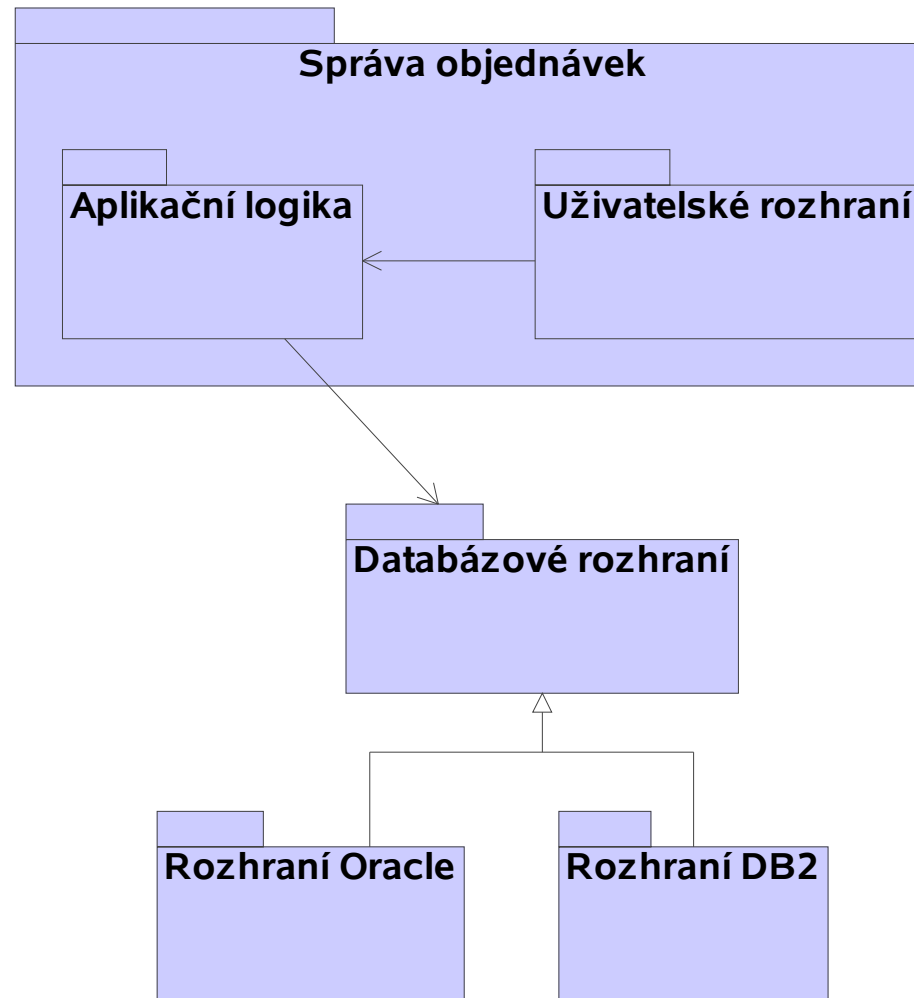 Správa objednávek
Aplikační logika
Uživatelské rozhraní
Databázové rozhraní
Rozhraní Oracle
Rozhraní DB2